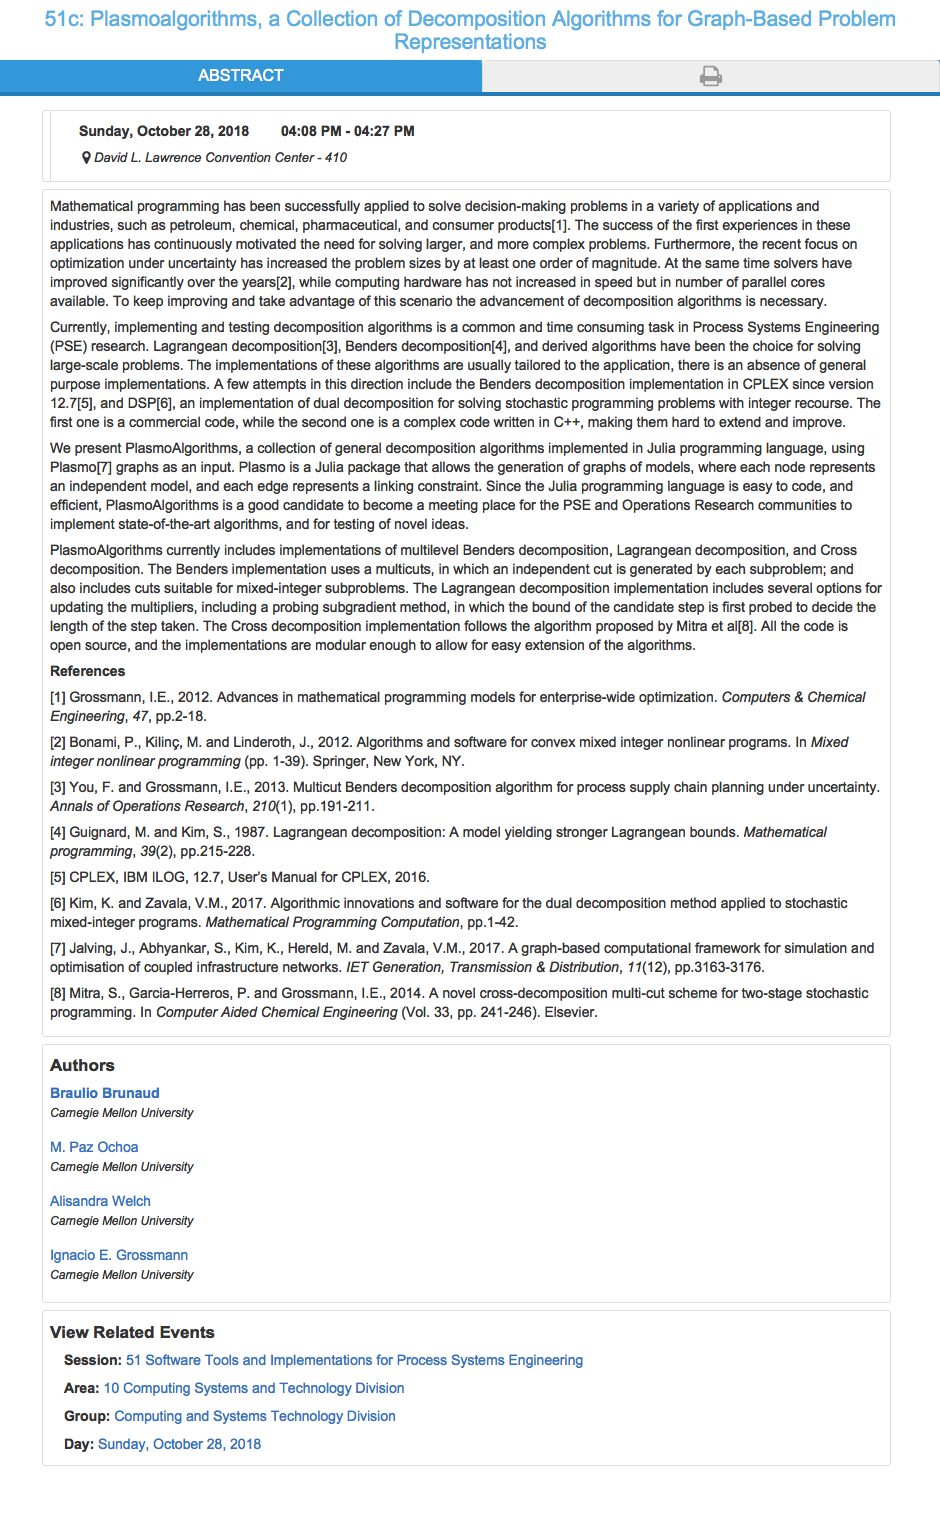 51c: Plasmoalgorithms, a Collection of Decomposition Algorithms for Graph-Based Problem
Representations
ABSTRACT
Sunday, October 28, 2018 04:08 PM - 04:27 PM
David L. Lawrence Convention Center - 410
Mathematical programming has been successfully applied to solve decision-making problems in a variety of applications and
industries, such as petroleum, chemical, pharmaceutical, and consumer products[1]. The success of the first experiences in these
applications has continuously motivated the need for solving larger, and more complex problems. Furthermore, the recent focus on
optimization under uncertainty has increased the problem sizes by at least one order of magnitude. At the same time solvers have
improved significantly over the years[2], while computing hardware has not increased in speed but in number of parallel cores
available. To keep improving and take advantage of this scenario the advancement of decomposition algorithms is necessary.
Currently, implementing and testing decomposition algorithms is a common and time consuming task in Process Systems Engineering
(PSE) research. Lagrangean decomposition[3], Benders decomposition[4], and derived algorithms have been the choice for solving
large-scale problems. The implementations of these algorithms are usually tailored to the application, there is an absence of general
purpose implementations. A few attempts in this direction include the Benders decomposition implementation in CPLEX since version
12.7[5], and DSP[6], an implementation of dual decomposition for solving stochastic programming problems with integer recourse. The
first one is a commercial code, while the second one is a complex code written in C++, making them hard to extend and improve.
We present PlasmoAlgorithms, a collection of general decomposition algorithms implemented in Julia programming language, using
Plasmo[7] graphs as an input. Plasmo is a Julia package that allows the generation of graphs of models, where each node represents
an independent model, and each edge represents a linking constraint. Since the Julia programming language is easy to code, and
efficient, PlasmoAlgorithms is a good candidate to become a meeting place for the PSE and Operations Research communities to
implement state-of-the-art algorithms, and for testing of novel ideas.
PlasmoAlgorithms currently includes implementations of multilevel Benders decomposition, Lagrangean decomposition, and Cross
decomposition. The Benders implementation uses a multicuts, in which an independent cut is generated by each subproblem; and
also includes cuts suitable for mixed-integer subproblems. The Lagrangean decomposition implementation includes several options for
updating the multipliers, including a probing subgradient method, in which the bound of the candidate step is first probed to decide the
length of the step taken. The Cross decomposition implementation follows the algorithm proposed by Mitra et al[8]. All the code is
open source, and the implementations are modular enough to allow for easy extension of the algorithms.
References
[1] Grossmann, I.E., 2012. Advances in mathematical programming models for enterprise-wide optimization. Computers & Chemical
Engineering, 47, pp.2-18.
[2] Bonami, P., Kilinç, M. and Linderoth, J., 2012. Algorithms and software for convex mixed integer nonlinear programs. In Mixed
integer nonlinear programming (pp. 1-39). Springer, New York, NY.
[3] You, F. and Grossmann, I.E., 2013. Multicut Benders decomposition algorithm for process supply chain planning under uncertainty.
Annals of Operations Research, 210(1), pp.191-211.
[4] Guignard, M. and Kim, S., 1987. Lagrangean decomposition: A model yielding stronger Lagrangean bounds. Mathematical
programming, 39(2), pp.215-228.
[5] CPLEX, IBM ILOG, 12.7, User's Manual for CPLEX, 2016.
[6] Kim, K. and Zavala, V.M., 2017. Algorithmic innovations and software for the dual decomposition method applied to stochastic
mixed-integer programs. Mathematical Programming Computation, pp.1-42.
[7] Jalving, J., Abhyankar, S., Kim, K., Hereld, M. and Zavala, V.M., 2017. A graph-based computational framework for simulation and
optimisation of coupled infrastructure networks. IET Generation, Transmission & Distribution, 11(12), pp.3163-3176.
[8] Mitra, S., Garcia-Herreros, P. and Grossmann, I.E., 2014. A novel cross-decomposition multi-cut scheme for two-stage stochastic
programming. In Computer Aided Chemical Engineering (Vol. 33, pp. 241-246). Elsevier.
Authors
Braulio Brunaud
Carnegie Mellon University
M. Paz Ochoa
Carnegie Mellon University
Alisandra Welch
Carnegie Mellon University
Ignacio E. Grossmann
Carnegie Mellon University
View Related Events
Session: 51 Software Tools and Implementations for Process Systems Engineering
Area: 10 Computing Systems and Technology Division
Group: Computing and Systems Technology Division
Day: Sunday, October 28, 2018